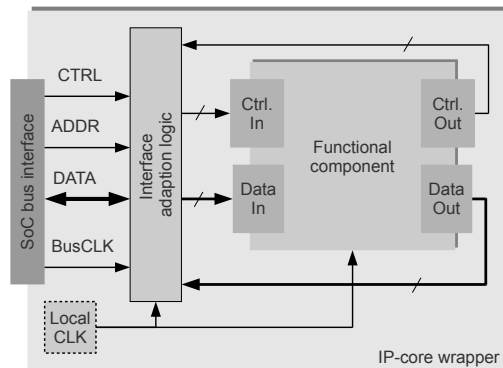 SoC bus interface
CTRL
ADDR
DATA
BusCLK
Interface
adaption logic
Ctrl.
In
Data
In
Functional
component
Ctrl.
Out
Data
Out
Local
CLK
IP-core wrapper